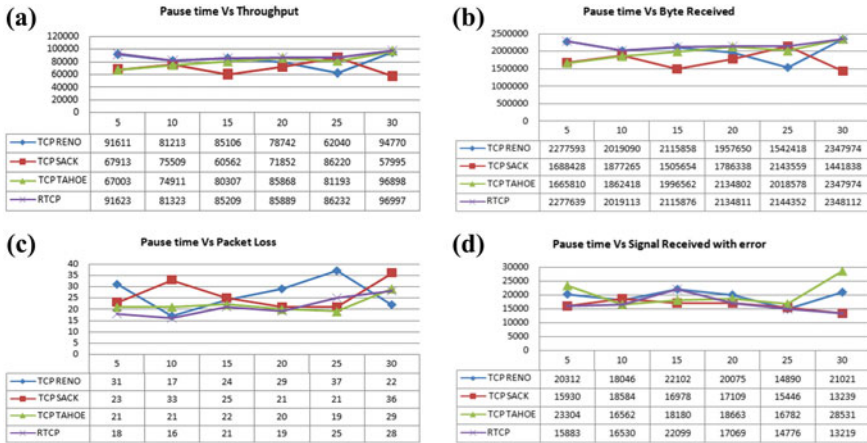 (a)
Pause time Vs Throughput
120000
100000
80000
60000
40000
20000
0
5 10 15 20 25 30
TCP RENO 91611 81213 85106 78742 62040 94770
TCP SACK 67913 75509 60562 71852 86220 57995
TCP TAHOE 67003 74911 80307 85868 81193 96898
RTCP 91623 81323 85209 85889 86232 96997
(b)
Pause time Vs Byte Received
2500000
2000000
1500000
1000000
500000
0
5 10 15 20 25 30
TCP RENO 2277593 2019090 2115858 1957650 1542418 2347974
TCP SACK 1688428 1877265 1505654 1786338 2143559 1441838
TCP TAHOE 1665810 1862418 1996562 2134802 2018578 2347974
RTCP 2277639 2019113 2115876 2134811 2144352 2348112
(c)
Pause time Vs Packet Loss
40
35
30
25
20
15
10
5
0
5 10 15 20 25 30
TCP RENO 31 17 24 29 37 22
TCP SACK 23 33 25 21 21 36
TCP TAHOE 21 21 22 20 19 29
RTCP 18 16 21 19 25 28
(d)
Pause time Vs Signal Received with error
30000
25000
20000
15000
10000
5000
0
5 10 15 20 25 30
TCP RENO 20312 18046 22102 20075 14890 21021
TCP SACK 15930 18584 16978 17109 15446 13239
TCP TAHOE 23304 16562 18180 18663 16782 28531
RTCP 15883 16530 22099 17069 14776 13219